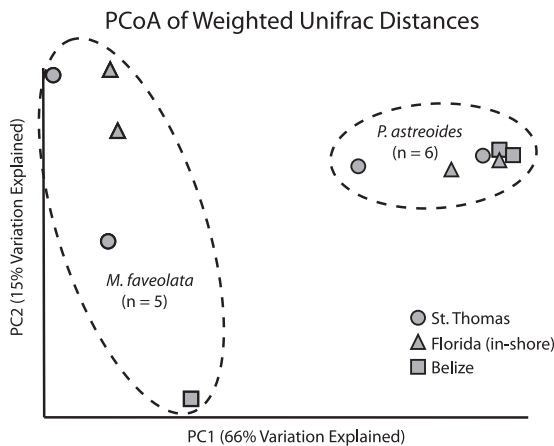 PCoA of Weighted Unifrac Distances
PC2 (15% Variation Explained)
P. astreoides
(n = 6)
M. faveolata
(n = 5)
St. Thomas
Florida (in-shore)
Belize
PC1 (66% Variation Explained)